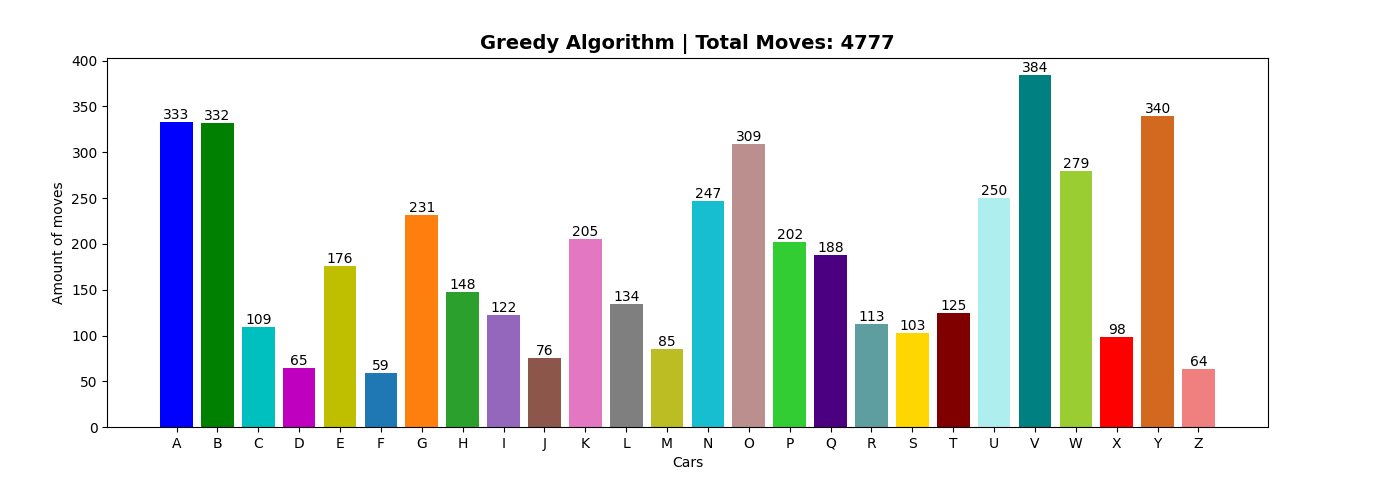 Greedy Algorithm | Total Moves: 4777
Amount of moves
400
350
300
250
200
150
100
50
0
333 332 109 65 176 59 231 148 122 76 205 134 85 247 309 202 188 113 103 125 250 384 279 98 340 64
A B C D E F G H I J K L M N O P Q R S T U V W X Y Z
Cars